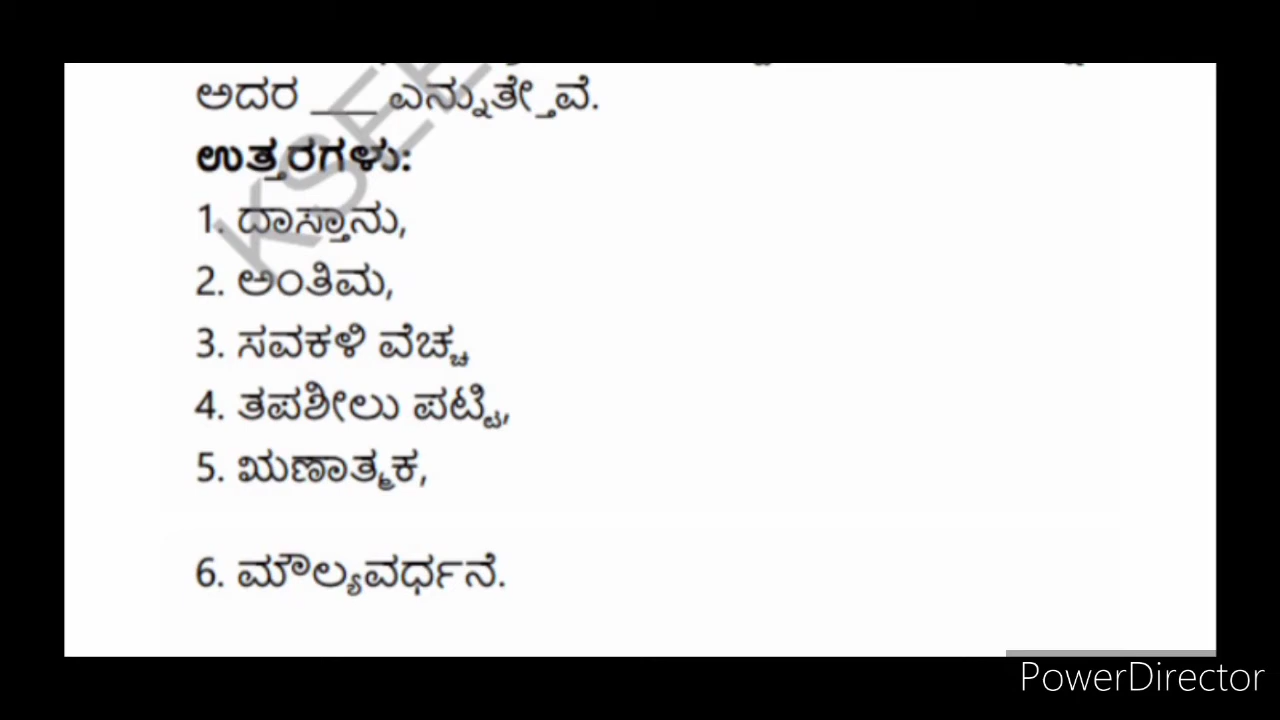 ಅದರ ___ ಎನ್ನುತ್ತೇವೆ.
ಉತ್ತರಗಳು:
1. ದಾಸ್ತಾನು,
2. ಅಂತಿಮ,
3. ಸವಕಳಿ ವೆಚ್ಚ
4. ತಪಶೀಲು ಪಟ್ಟಿ,
5. ಋಣಾತ್ಮಕ,
6. ಮೌಲ್ಯವರ್ಧನೆ.
PowerDirector